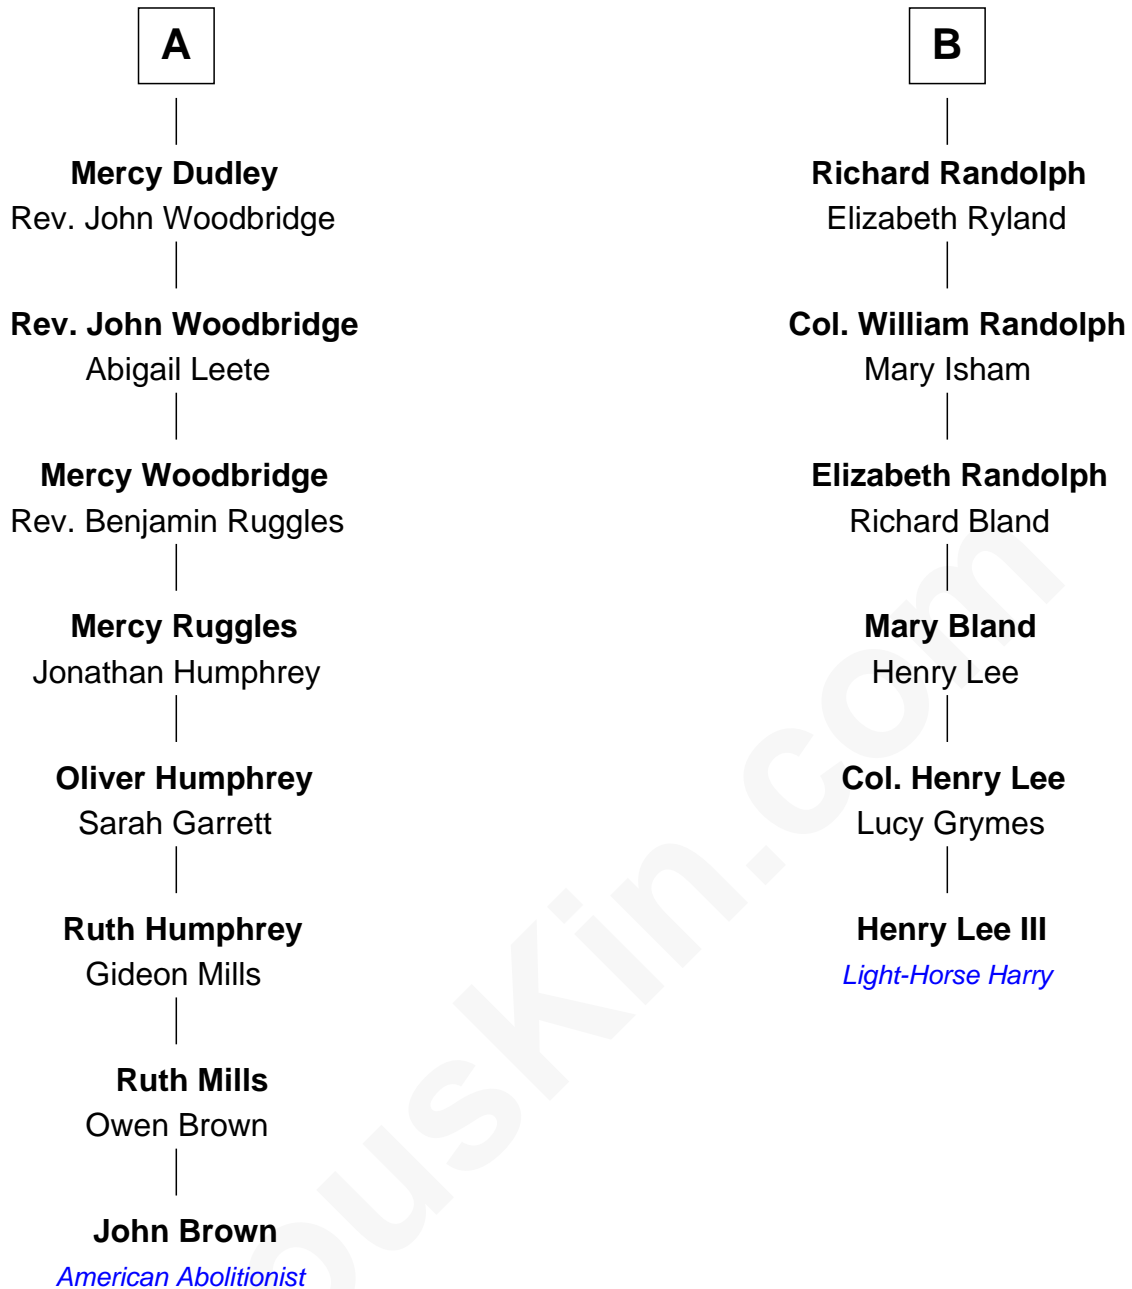 A
Mercy Dudley
Rev. John Woodbridge
Rev. John Woodbridge
Abigail Leete
Mercy Woodbridge
Rev. Benjamin Ruggles
Mercy Ruggles
Jonathan Humphrey
Oliver Humphrey
Sarah Garrett
Ruth Humphrey
Gideon Mills
Ruth Mills
Owen Brown
John Brown
American Abolitionist
B
Richard Randolph
Elizabeth Ryland
Col. William Randolph
Mary Isham
Elizabeth Randolph
Richard Bland
Mary Bland
Henry Lee
Col. Henry Lee
Lucy Grymes
Henry Lee III
Light-Horse Harry
ousKin.com